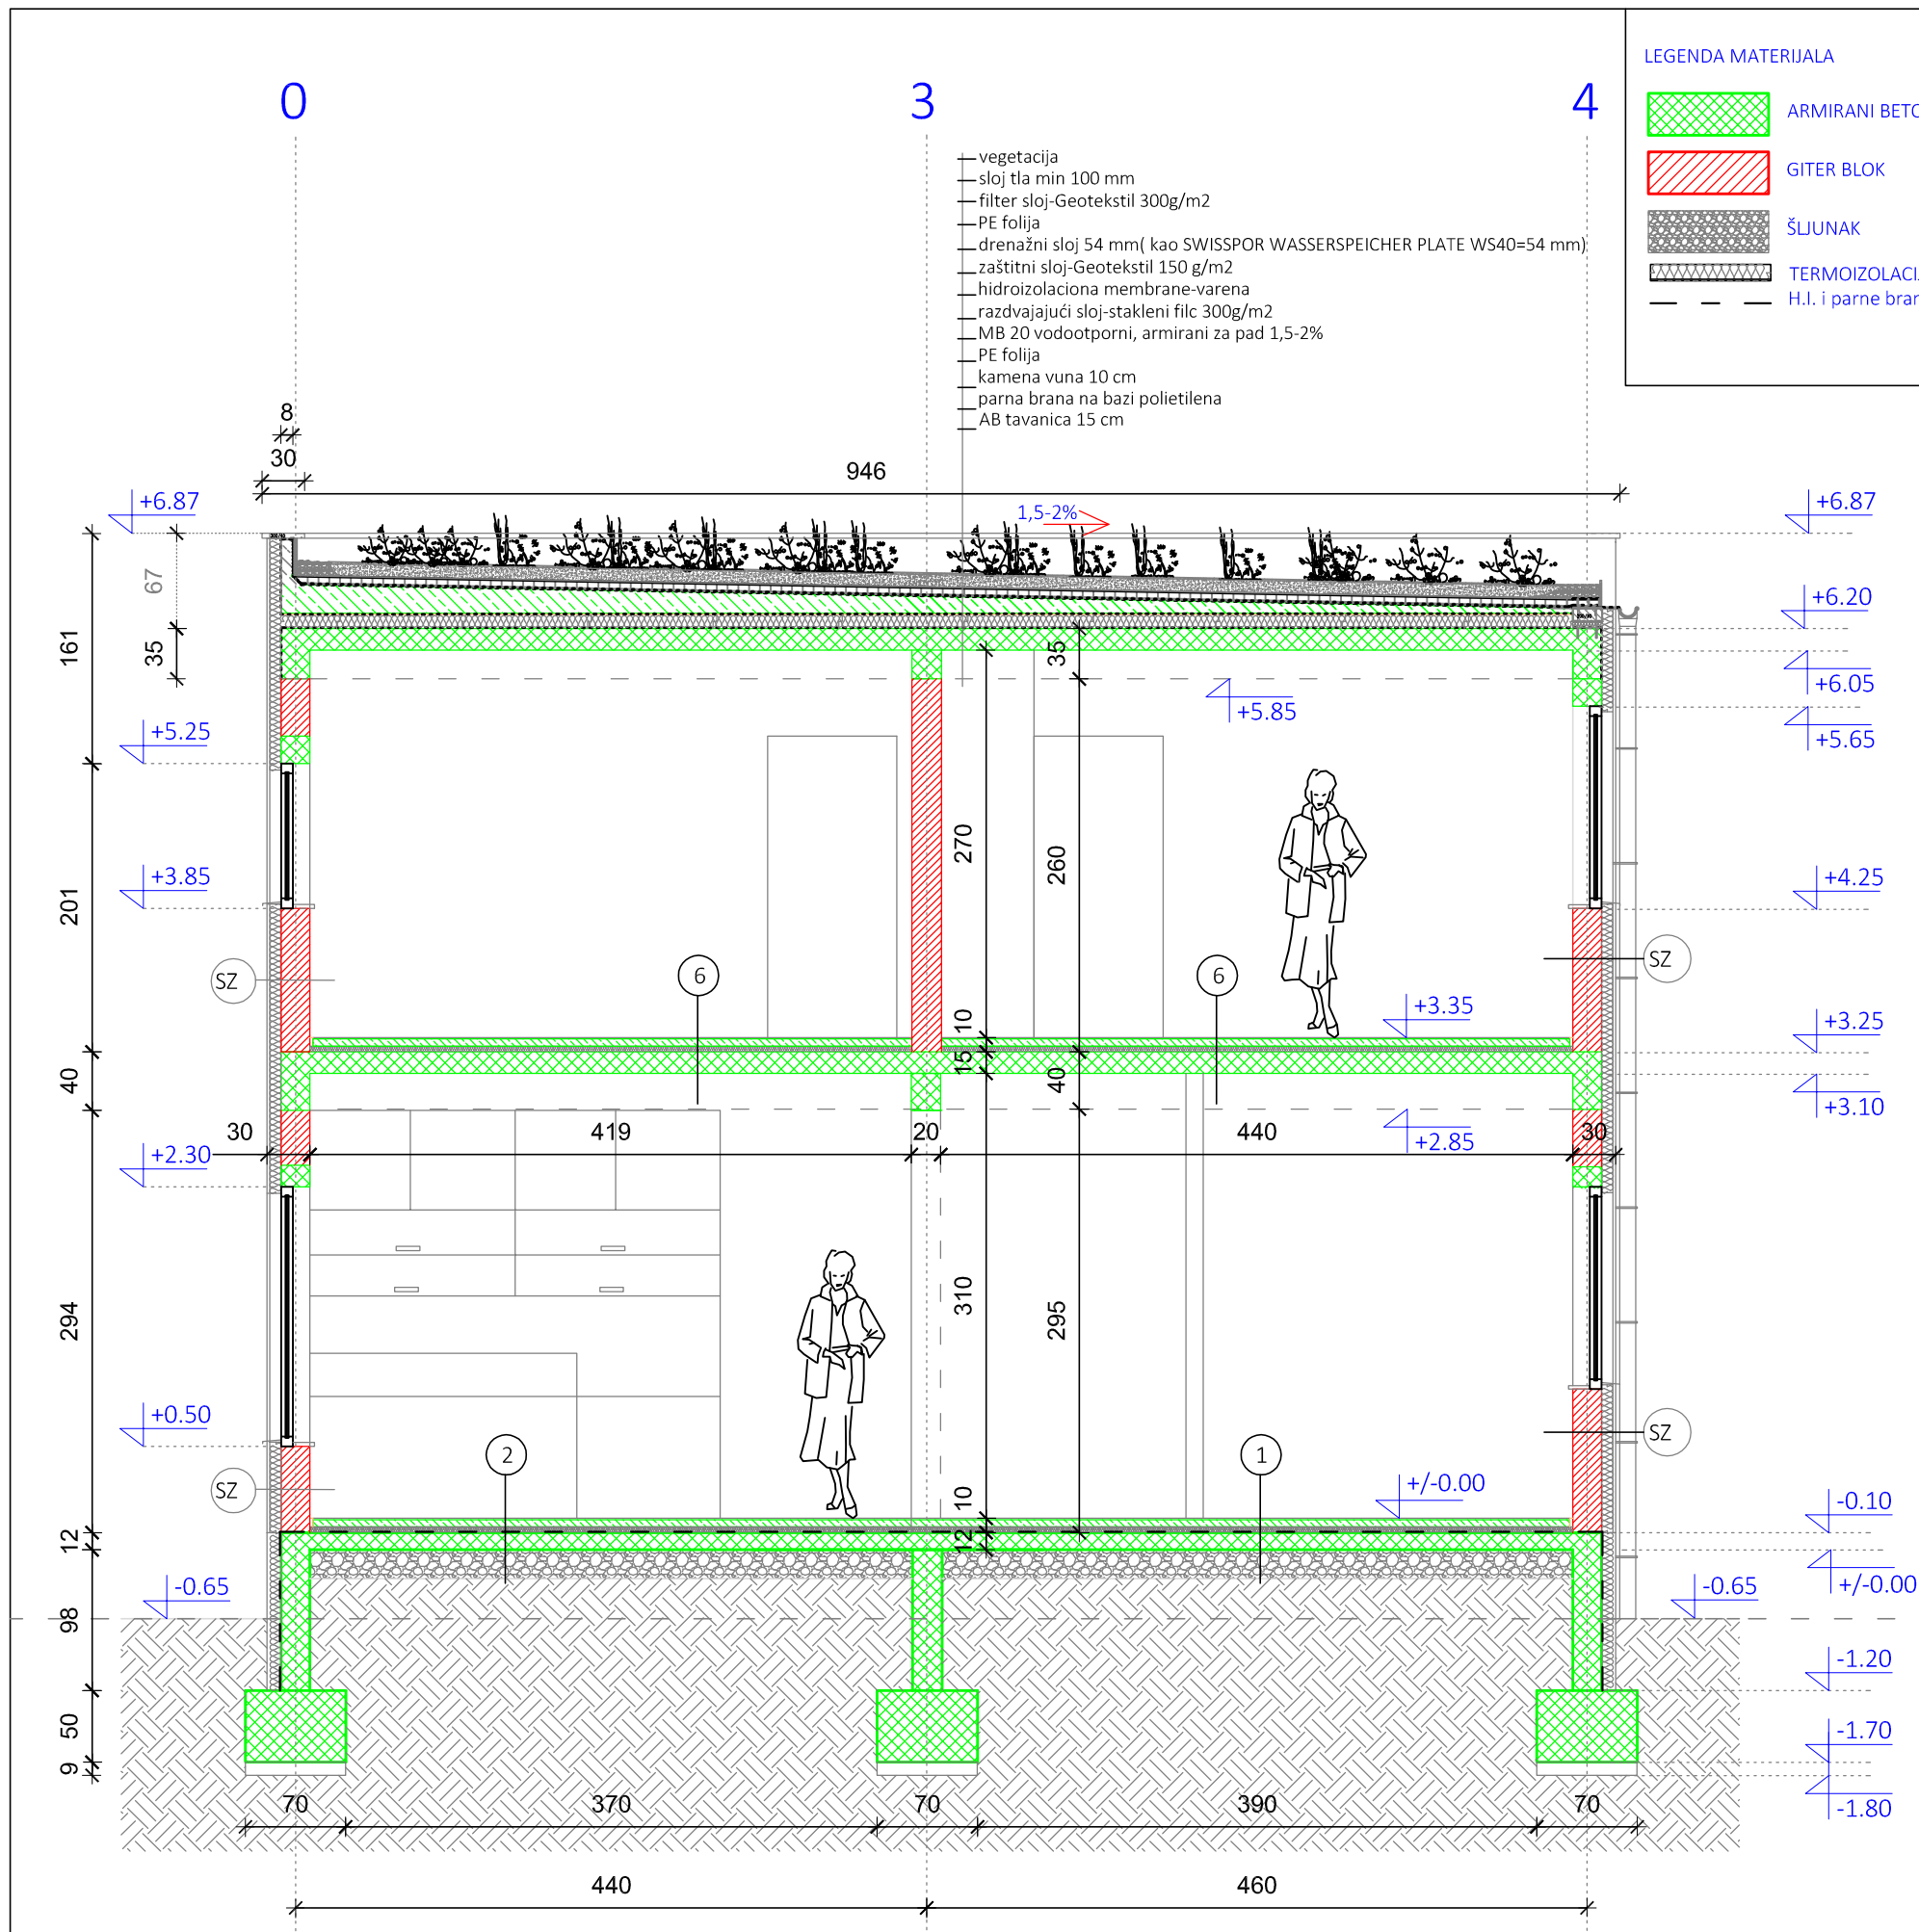 LEGENDA MATERIJALA
ARMIRANI BETO
GITER BLOK
ŠLJUNAK
TERMOIZOLACI
H.I. i parne bran
0
3
4
vegetacija
sloj tla min 100 mm
filter sloj-Geotekstil 300g/m2
PE folija
drenažni sloj 54 mm( kao SWISSPOR WASSERSPEICHER PLATE WS40=54 mm)
zaštitni sloj-Geotekstil 150 g/m2
hidroizolaciona membrane-varena
razdvajajući sloj-stakleni filc 300g/m2
MB 20 vodootporni, armirani za pad 1,5-2%
PE folija
kamena vuna 10 cm
parna brana na bazi polietilena
AB tavanica 15 cm
8
30
946
+6.87
1,5-2%
+6.87
67
+6.20
161
35
35
+6.05
+5.85
+5.25
+5.65
270
260
+3.85
+4.25
201
SZ
6
6
SZ
+3.35
10
+3.25
15
40
40
+3.10
30
419
20
440
30
+2.85
+2.30
294
310
295
+0.50
2
1
SZ
SZ
10
+/-0.00
-0.10
12
12
+/-0.00
-0.65
-0.65
98
-1.20
50
-1.70
9
-1.80
70
370
70
390
70
440
460